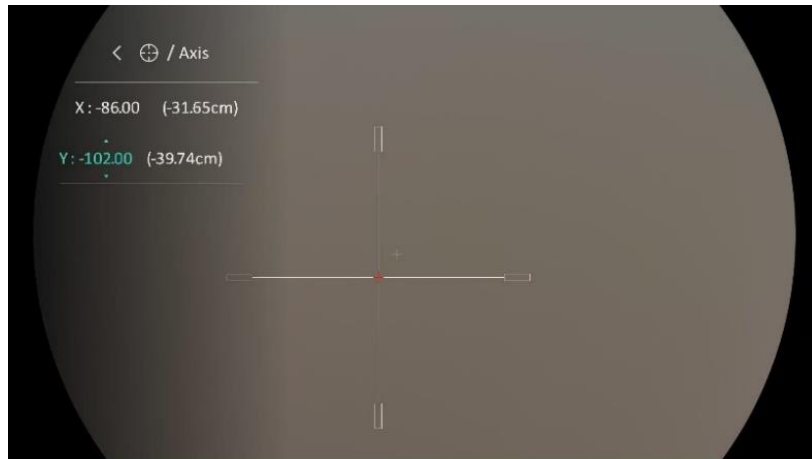 / Axis
X : -86.00 (-31.65cm)
Y : -102.00 (-39.74cm)